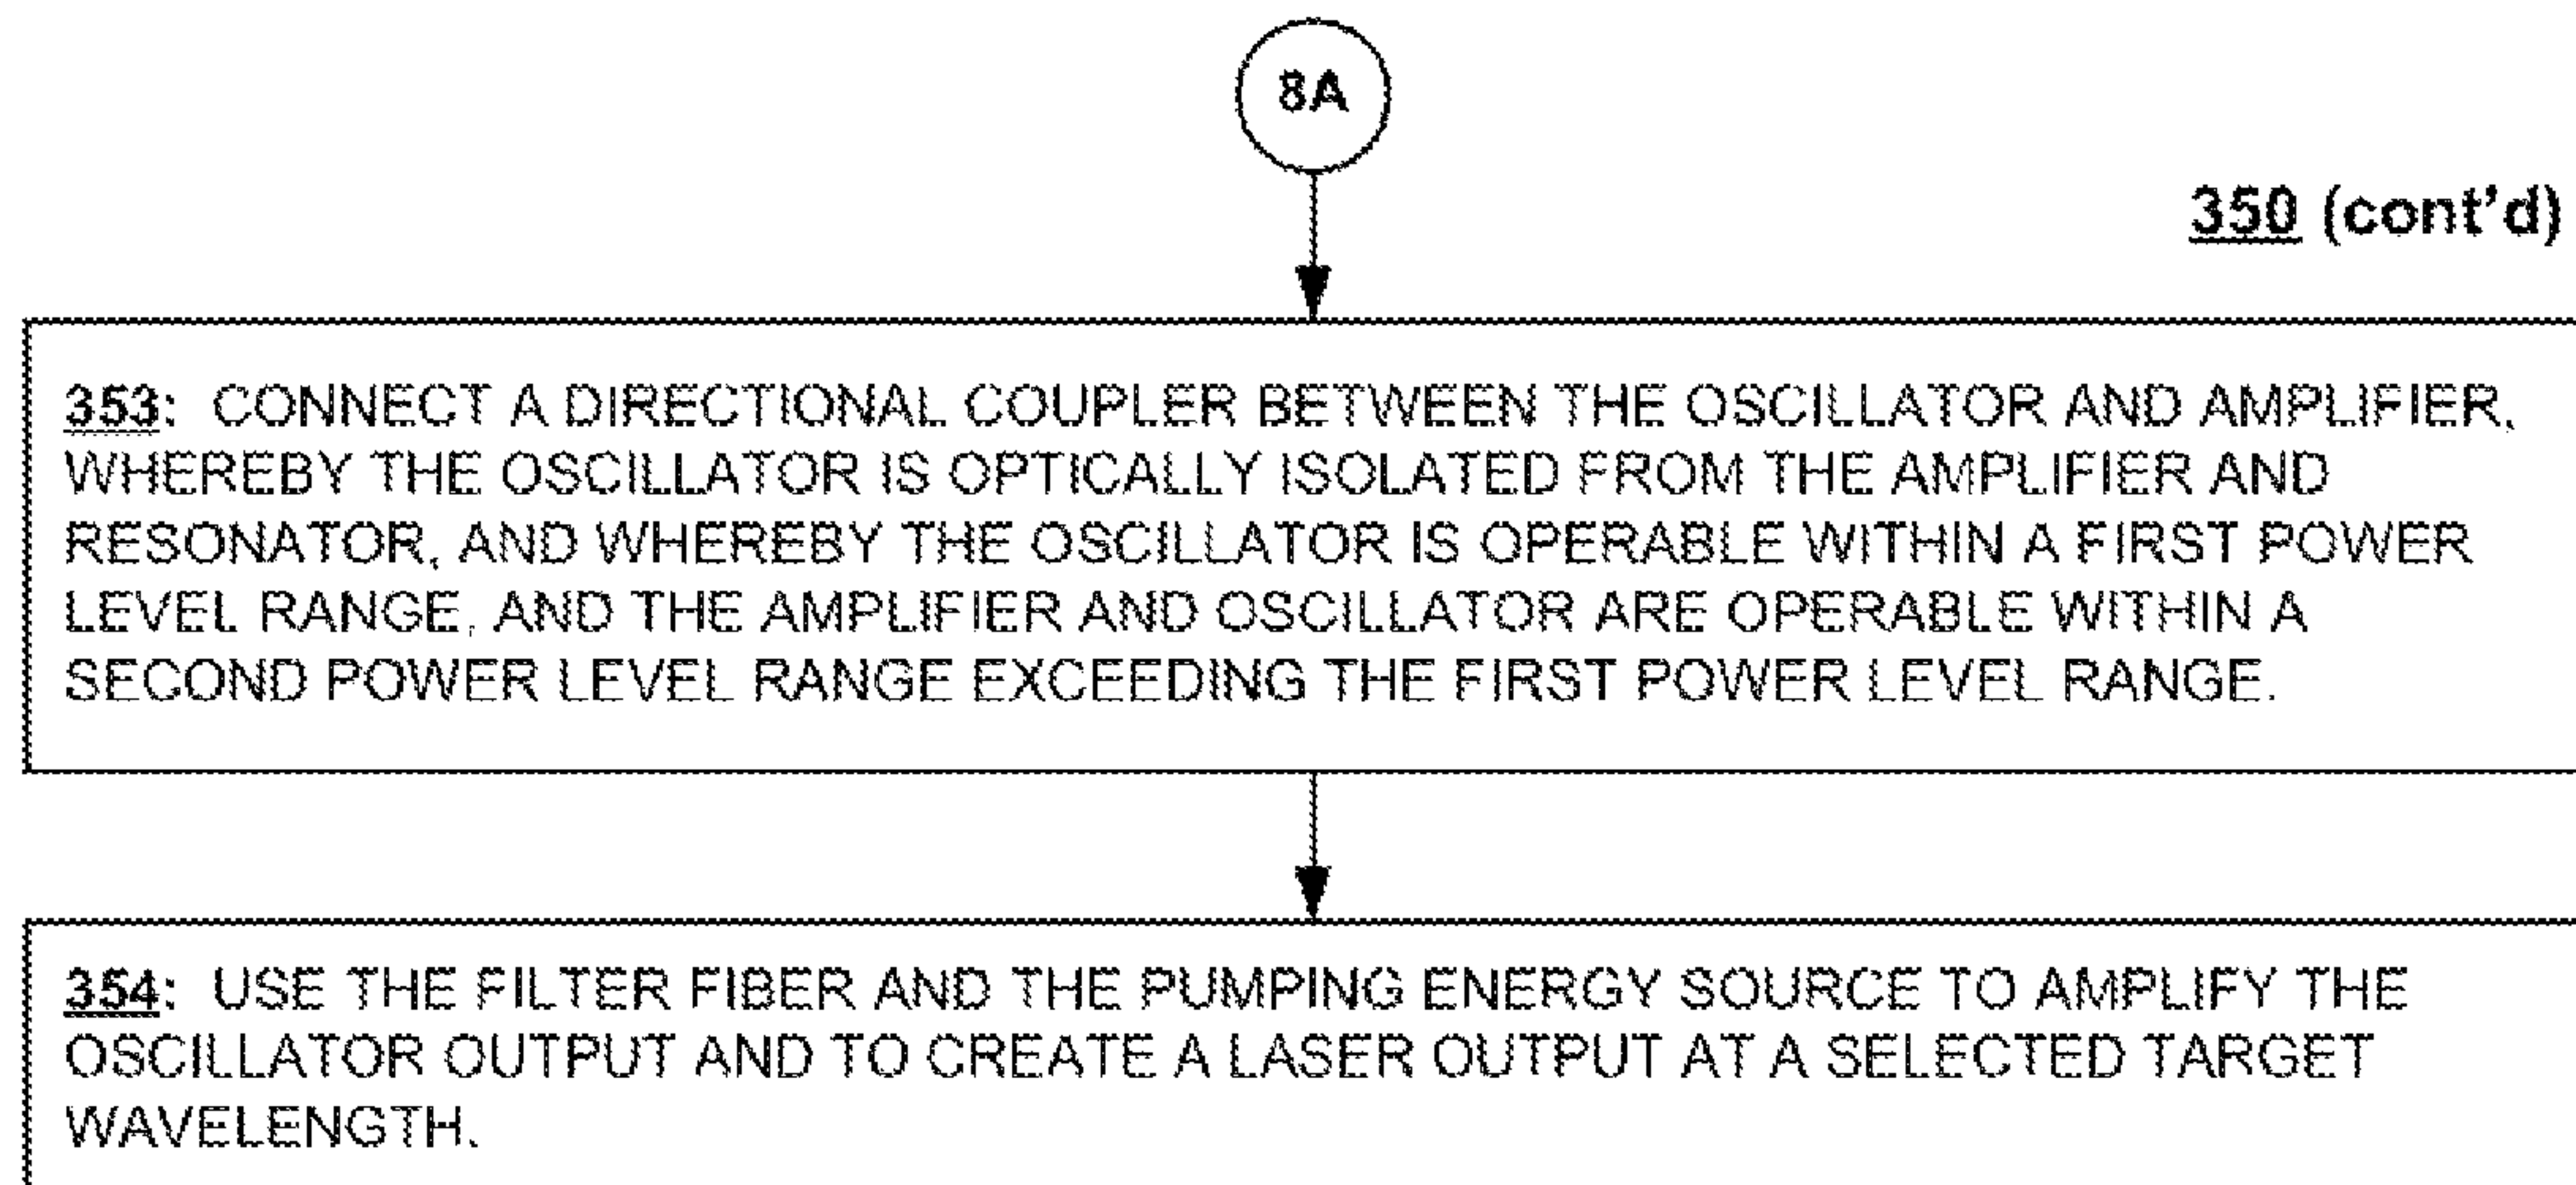 8A
350 (cont'd)
353: CONNECT A DIRECTIONAL COUPLER BETWEEN THE OSCILLATOR AND AMPLIFIER,
WHEREBY THE OSCILLATOR IS OPTICALLY ISOLATED FROM THE AMPLIFIER AND
RESONATOR, AND WHEREBY THE OSCILLATOR IS OPERABLE WITHIN A FIRST POWER
LEVEL RANGE, AND THE AMPLIFIER AND OSCILLATOR ARE OPERABLE WITHIN A
SECOND POWER LEVEL RANGE EXCEEDING THE FIRST POWER LEVEL RANGE.
354: USE THE FILTER FIBER AND THE PUMPING ENERGY SOURCE TO AMPLIFY THE
OSCILLATOR OUTPUT AND TO CREATE A LASER OUTPUT AT A SELECTED TARGET
WAVELENGTH.